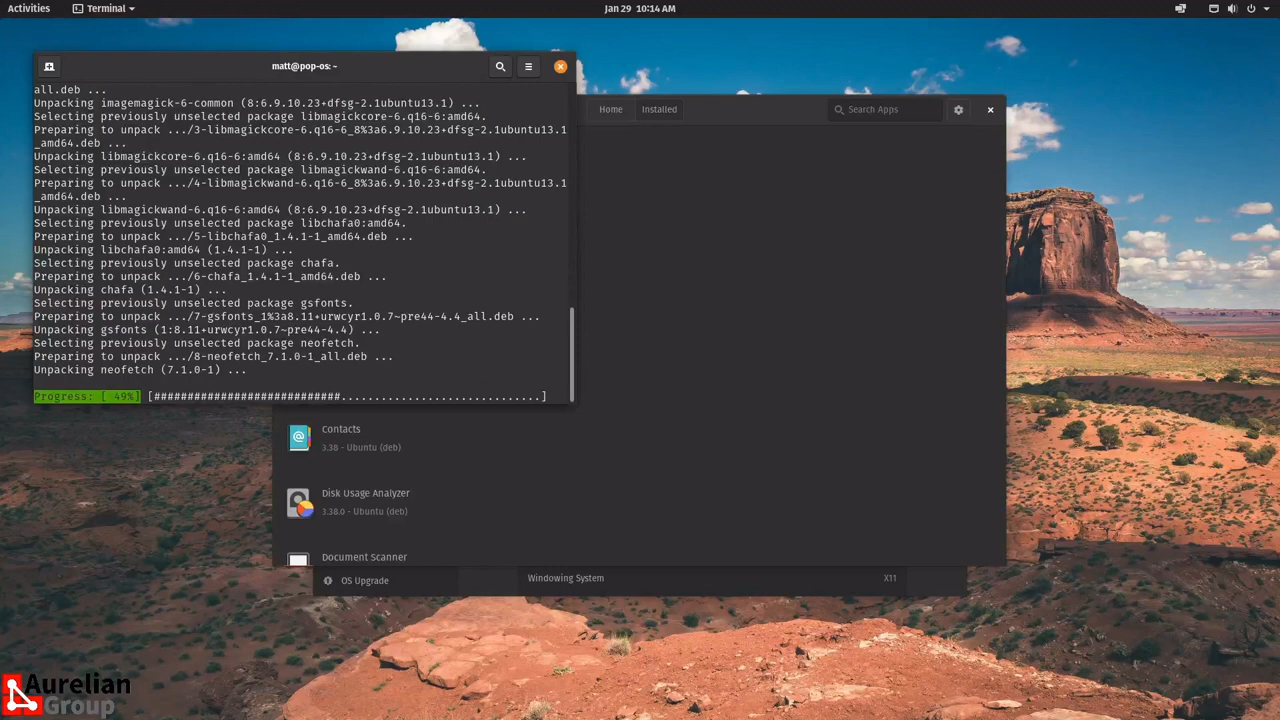 Activities
Terminal
Jan 29 10:14 AM
matt@pop-os: ~
all.deb ...
Unpacking imagemagick-6-common (8:6.9.10.23+dfsg-2.1ubuntu13.1) ...
Selecting previously unselected package libmagickcore-6.q16-6:amd64.
Preparing to unpack .../3-libmagickcore-6.q16-6_8%3a6.9.10.23+dfsg-2.1ubuntu13.1
_amd64.deb ...
Unpacking libmagickcore-6.q16-6:amd64 (8:6.9.10.23+dfsg-2.1ubuntu13.1) ...
Selecting previously unselected package libmagickwand-6.q16-6:amd64.
Preparing to unpack .../4-libmagickwand-6.q16-6_8%3a6.9.10.23+dfsg-2.1ubuntu13.1
_amd64.deb ...
Unpacking libmagickwand-6.q16-6:amd64 (8:6.9.10.23+dfsg-2.1ubuntu13.1) ...
Selecting previously unselected package libchafa0:amd64.
Preparing to unpack .../5-libchafa0_1.4.1-1_amd64.deb ...
Unpacking libchafa0:amd64 (1.4.1-1) ...
Selecting previously unselected package chafa.
Preparing to unpack .../6-chafa_1.4.1-1_amd64.deb ...
Unpacking chafa (1.4.1-1) ...
Selecting previously unselected package gsfonts.
Preparing to unpack .../7-gsfonts_1%3a8.11+urwcyr1.0.7~pre44-4.4_all.deb ...
Unpacking gsfonts (1:8.11+urwcyr1.0.7~pre44-4.4) ...
Selecting previously unselected package neofetch.
Preparing to unpack .../8-neofetch_7.1.0-1_all.deb ...
Unpacking neofetch (7.1.0-1) ...
Progress: [ 49%] [############################..............................]
Home
Installed
Search Apps
Contacts
3.38 - Ubuntu (deb)
Disk Usage Analyzer
3.38.0 - Ubuntu (deb)
Document Scanner
OS Upgrade
Windowing System
X11
Aurelian
Group